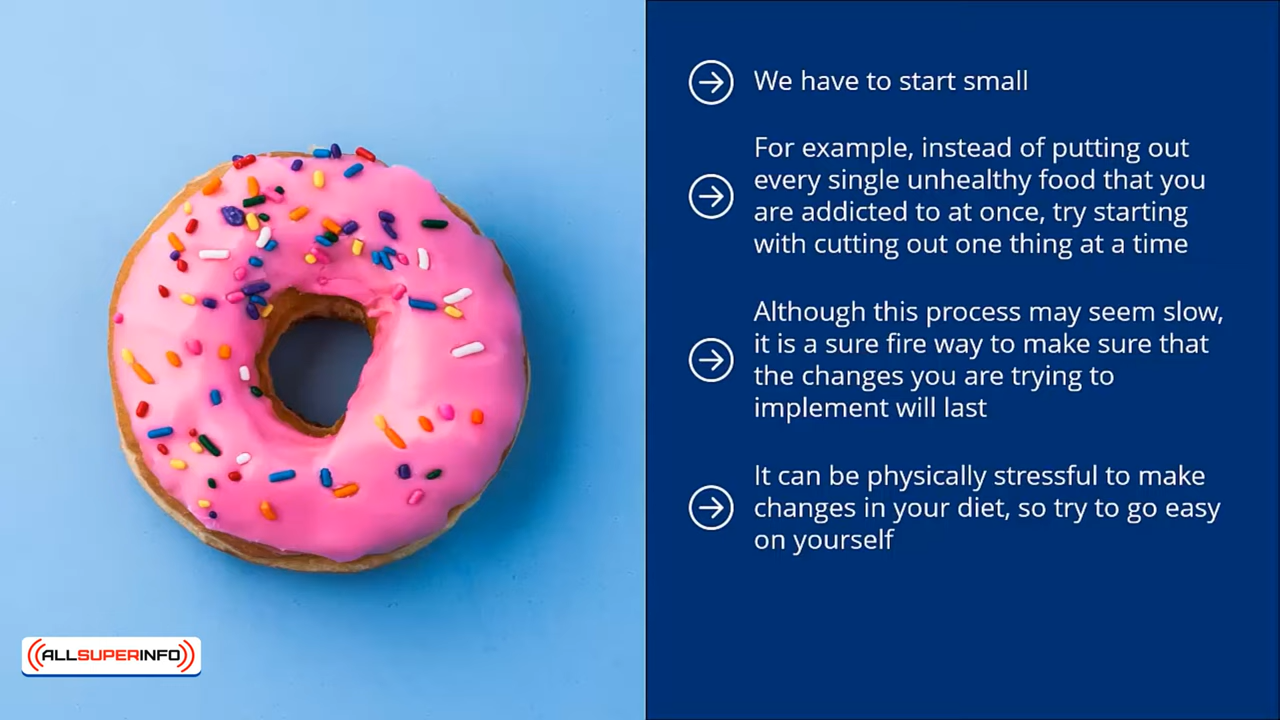 We have to start small
For example, instead of putting out
every single unhealthy food that you
are addicted to at once, try starting
with cutting out one thing at a time
Although this process may seem slow,
it is a sure fire way to make sure that
the changes you are trying to
implement will last
It can be physically stressful to make
changes in your diet, so try to go easy
on yourself
ALLSUPERINFO